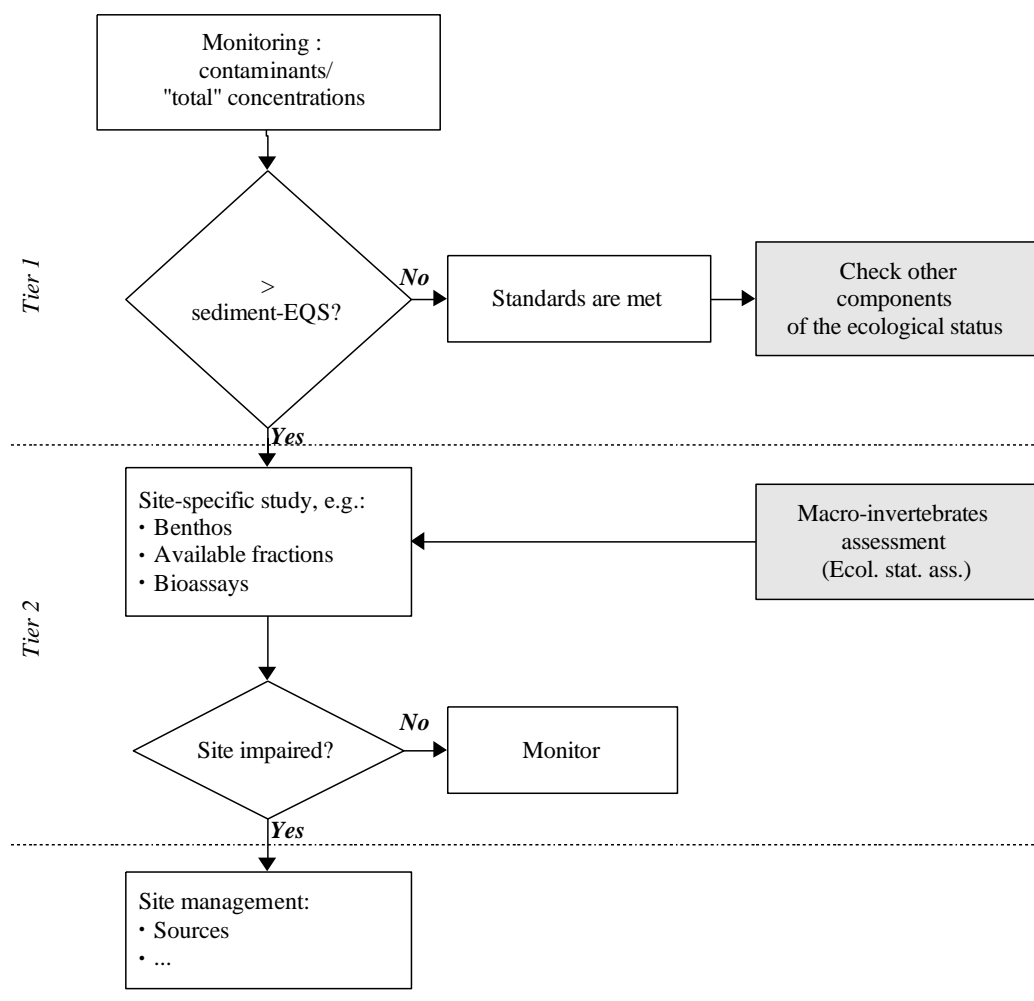 Monitoring :
contaminants/
"total" concentrations
Tier 1
>
sediment-EQS?
No
Standards are met
Check other
components
of the ecological status
Yes
Tier 2
Site-specific study, e.g.:
· Benthos
· Available fractions
· Bioassays
Macro-invertebrates
assessment
(Ecol. stat. ass.)
Site impaired?
No
Monitor
Yes
Site management:
· Sources
· ...